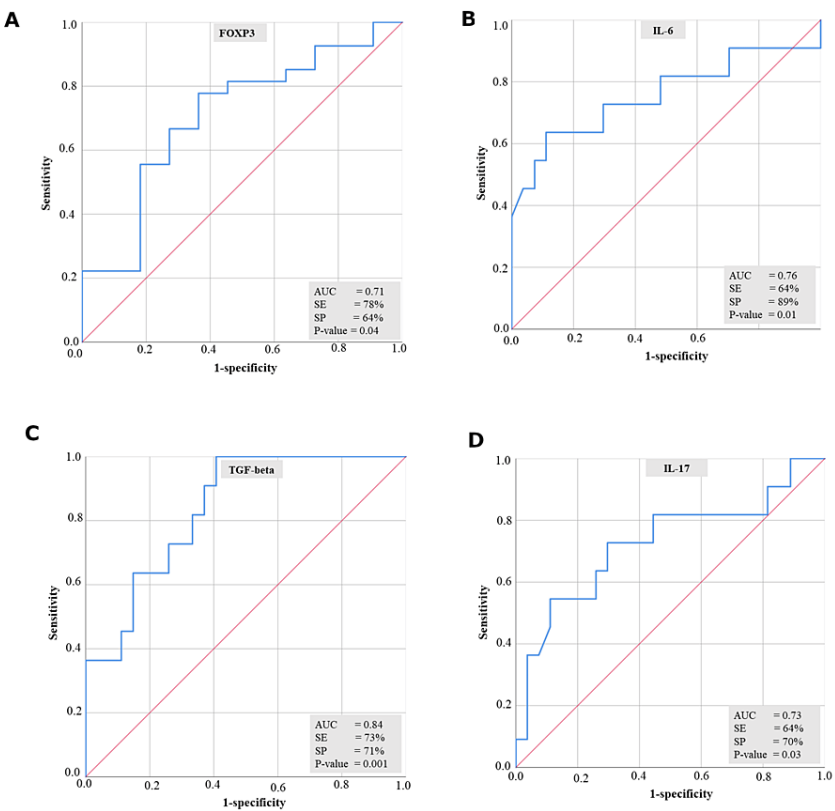 A
FOXP3
1.0
0.8
0.6
0.4
0.2
0.0
Sensitivity
AUC = 0.71
SE = 78%
SP = 64%
P-value = 0.04
0.0 0.2 0.4 0.6 0.8 1.0
1-specificity
B
IL-6
1.0
0.8
0.6
0.4
0.2
0.0
Sensitivity
AUC = 0.76
SE = 64%
SP = 89%
P-value = 0.01
0.0 0.2 0.4 0.6
1-specificity
C
TGF-beta
1.0
0.8
0.6
0.4
0.2
0.0
Sensitivity
AUC = 0.84
SE = 73%
SP = 71%
P-value = 0.001
0.0 0.2 0.4 0.6 0.8 1.0
1-specificity
D
IL-17
1.0
0.8
0.6
0.4
0.2
0.0
Sensitivity
AUC = 0.73
SE = 64%
SP = 70%
P-value = 0.03
0.0 0.2 0.4 0.6 0.8 1.0
1-specificity